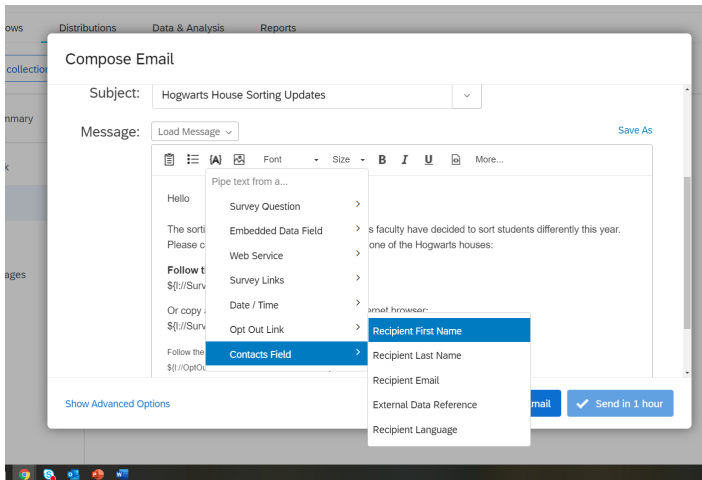 ows Distributions Data & Analysis Reports
collection
Compose Email
Subject: Hogwarts House Sorting Updates
nmary
Message: Load Message Save As
k
{A} Font Size B I U More...
Pipe text from a...
Hello
Survey Question
The sorti s faculty have decided to sort students differently this year.
Embedded Data Field
Please c one of the Hogwarts houses:
Web Service
Follow t
ages
Survey Links
${l://Surv
Date / Time
Or copy ernet browser:
Opt Out Link
${l://Surv
Recipient First Name
Follow the
Contacts Field
Recipient Last Name
${l://OptOu
Recipient Email
Show Advanced Options
External Data Reference
mail
Send in 1 hour
Recipient Language